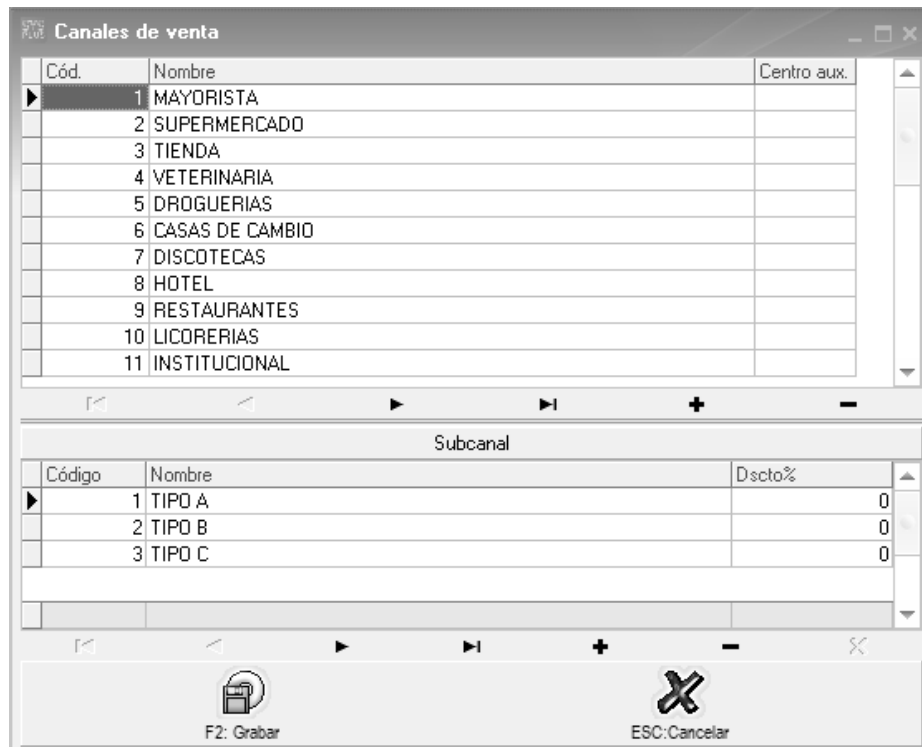 Canales de venta
Cód. Nombre Centro aux.
1 MAYORISTA
2 SUPERMERCADO
3 TIENDA
4 VETERINARIA
5 DROGUERIAS
6 CASAS DE CAMBIO
7 DISCOTECAS
8 HOTEL
9 RESTAURANTES
10 LICORERIAS
11 INSTITUCIONAL
Subcanal
Código Nombre Dscto%
1 TIPO A 0
2 TIPO B 0
3 TIPO C 0
F2: Grabar ESC:Cancelar